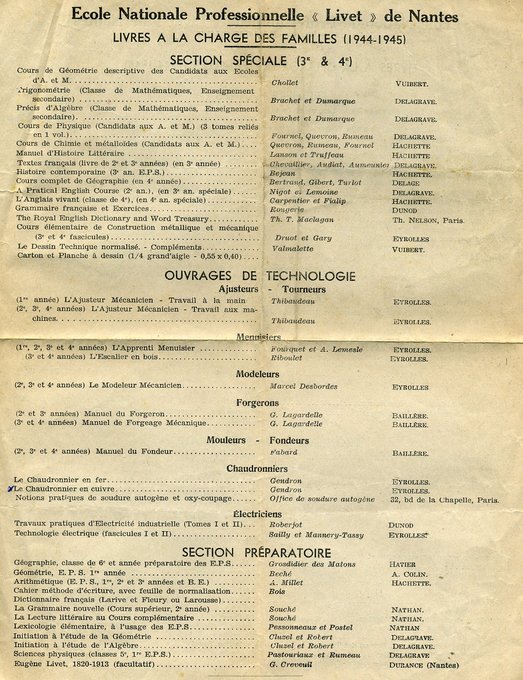 Ecole Nationale Professionnelle « Livet » de Nantes
LIVRES A LA CHARGE DES FAMILLES (1944-1945)
SECTION SPÉCIALE (3e & 4e)
Cours de Géométrie descriptive des Candidats aux Ecoles
d'A. et M. Chollet VUIBERT.
Trigonométrie (Classe de Mathématiques, Enseignement
secondaire) Brachet et Dumarque DELAGRAVE.
Précis d'Algèbre (Classe de Mathématiques, Enseignement
secondaire) Brachet et Dumarque DELAGRAVE.
Cours de Physique (Candidats aux A. et M.) (3 tomes reliés
en 1 vol.) Fournel, Quevron, Rumeau DELAGRAVE.
Cours de Chimie et métalloïdes (Candidats aux A. et M.) Quevron, Rumeau, Fournel HACHETTE
Manuel d'Histoire Littéraire Lanson et Truffeau HACHETTE
Textes français (livre de 2e et 3e années) (en 3e année) Chevallier, Audiat, Aumeunier DELAGRAVE.
Histoire contemporaine (3e an. E.P.S.) Bejean HACHETTE.
Cours complet de Géographie (en 4e année) Bertrand, Gibert, Turlot DELAGE
A Pratical English Course (2e an.), (en 3e an. spéciale) Nigot et Lemoine DELAGRAVE.
L'Anglais vivant (classe de 4e), (en 4e an. spéciale) Carpentier et Fialip HACHETTE.
Grammaire française et Exercices Rougerie DUNOD
The Royal English Dictionary and Word Treasury Th. T. Maclagan Th. NELSON, Paris.
Cours élémentaire de Construction métallique et mécanique
(3e et 4e fascicules) Druot et Gary EYROLLES
Le Dessin Technique normalisé. - Compléments Valmalette VUIBERT.
Carton et Planche à dessin (1/4 grand'aigle - 0,55 x 0,40)
OUVRAGES DE TECHNOLOGIE
Ajusteurs - Tourneurs
(1re année) L'Ajusteur Mécanicien - Travail à la main Thibaudeau EYROLLES.
(2e, 3e, 4e années) L'Ajusteur Mécanicien - Travail aux ma-
chines. Thibaudeau EYROLLES.
Menuisiers
(1re, 2e, 3e et 4e années) L'Apprenti Menuisier Fourquet et A. Lemesle EYROLLES.
(3e et 4e années) L'Escalier en bois Riboulet EYROLLES.
Modeleurs
(2e, 3e et 4e années) Le Modeleur Mécanicien Marcel Desbordes EYROLLES
Forgerons
(2e et 3e années) Manuel du Forgeron G. Lagardelle BAILLÈRE.
(3e et 4e années) Manuel de Forgeage Mécanique G. Lagardelle BAILLÈRE.
Mouleurs - Fondeurs
(2e, 3e et 4e années) Manuel du Fondeur Fabard BAILLÈRE.
Chaudronniers
Le Chaudronnier en fer Gendron EYROLLES.
Le Chaudronnier en cuivre Gendron EYROLLES.
Notions pratiques de soudure autogène et oxy-coupage Office de soudure autogène 32, bd de la Chapelle, Paris.
Électriciens
Travaux pratiques d'Electricité industrielle (Tomes I et II) Roberjot DUNOD
Technologie électrique (fascicules I et II) Sailly et Mannery-Tassy EYROLLES.
SECTION PRÉPARATOIRE
Géographie, classe de 6e et année préparatoire des E.P.S. Grosdidier des Matons HATIER
Géométrie, E. P. S. 1re année Beché A. COLIN.
Arithmétique (E. P. S., 1re, 2e et 3e années et B. E.) A. Millet HACHETTE.
Cahier méthode d'écriture, avec feuille de normalisation Bois
Dictionnaire français (Larive et Fleury ou Larousse)
La Grammaire nouvelle (Cours supérieur, 2e année) Souché NATHAN.
La Lecture littéraire au Cours complémentaire Souché NATHAN.
Lexicologie élémentaire, à l'usage des E.P.S. Pessonneaux et Postel NATHAN
Initiation à l'étude de la Géométrie Cluzel et Robert DELAGRAVE.
Initiation à l'étude de l'Algèbre Cluzel et Robert DELAGRAVE.
Sciences physiques (classes 5e, 1re E.P.S.) Pastouriaux et Rumeau DELAGRAVE
Eugène Livet, 1820-1913 (facultatif) G. Creveuil DURANCE (Nantes)